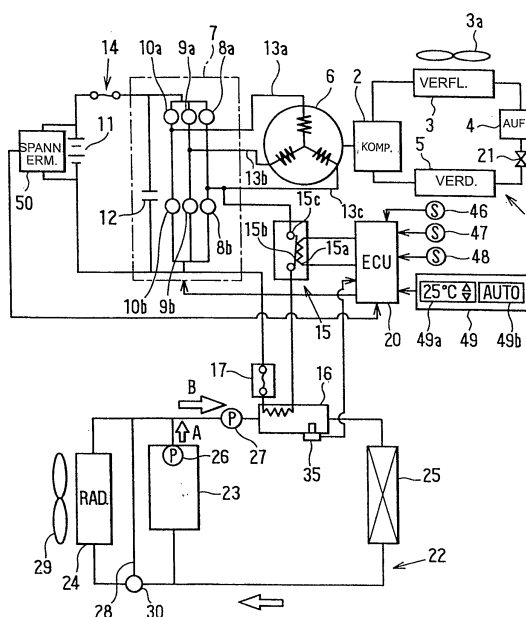 3a
14
10a 9a 7 8a
13a
6
2
VERFL.
3
4 AUF
11
SPANN
ERM.
50
KOMP.
5
21
VERD.
12
13b
15c
13c
S 46
15b
15a
S 47
ECU
S 48
8b
10b 9b
15
20
25°C AUTO
49a 49 49b
17
16
B
P
27
A
P 26
35
23
25
RAD.
29
24
28
30
22